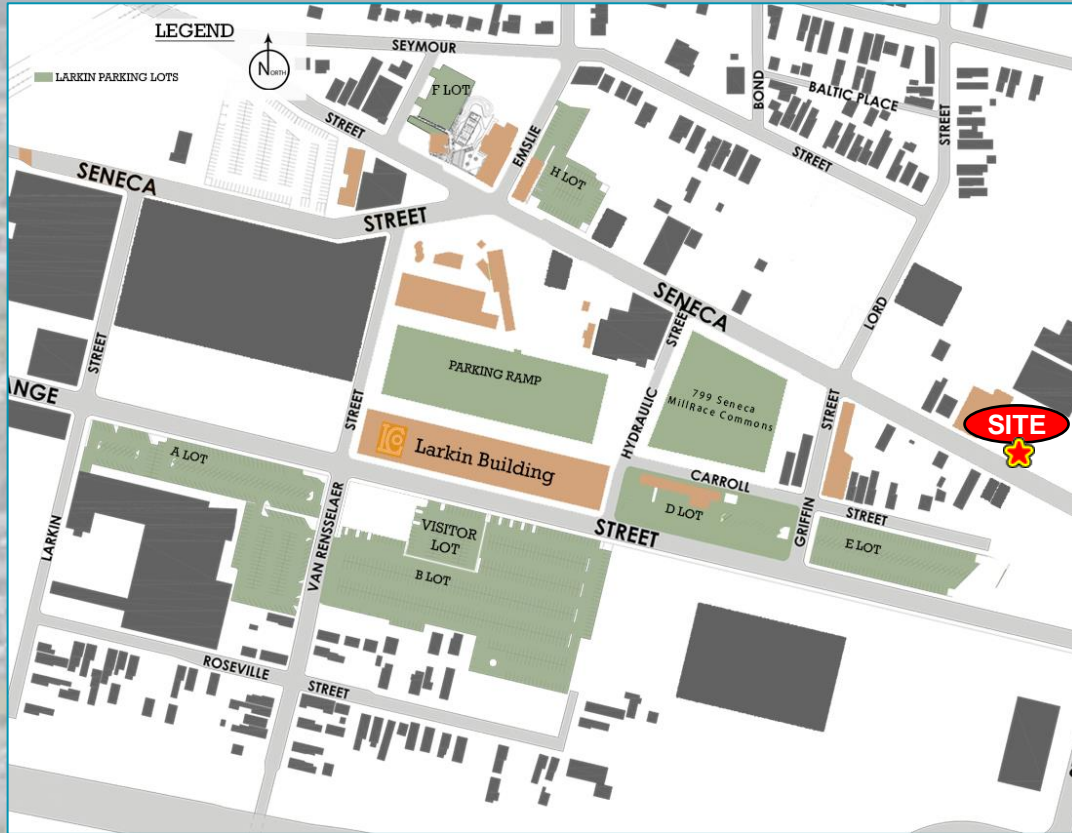 LEGEND
NORTH
LARKIN PARKING LOTS
SEYMOUR
STREET
F LOT
EMSLIE
H LOT
BOND
BALTIC PLACE
STREET
STREET
SENECA
STREET
SENECA
LORD
STREET
PARKING RAMP
HYDRAULIC
STREET
799 Seneca
MillRace Commons
STREET
SITE
STREET
Larkin Building
A LOT
CARROLL
STREET
D LOT
GRIFFIN
E LOT
STREET
LARKIN
VAN RENSSELAER
VISITOR
LOT
B LOT
ROSEVILLE
STREET